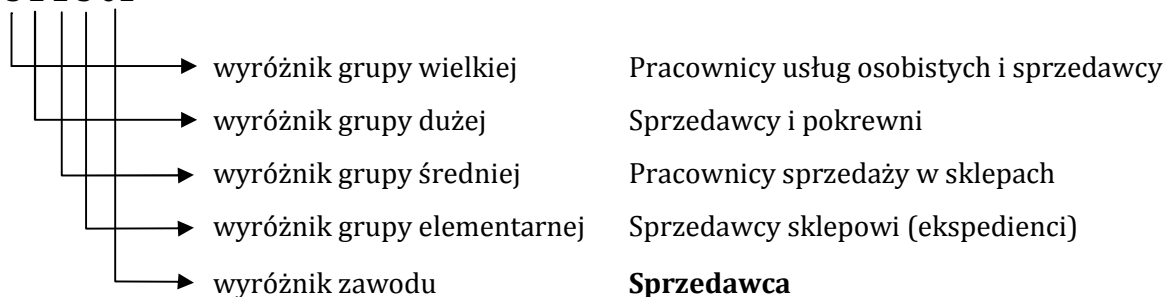 wyróżnik grupy wielkiej Pracownicy usług osobistych i sprzedawcy
wyróżnik grupy dużej Sprzedawcy i pokrewni
wyróżnik grupy średniej Pracownicy sprzedaży w sklepach
wyróżnik grupy elementarnej Sprzedawcy sklepowi (ekspedienci)
wyróżnik zawodu Sprzedawca